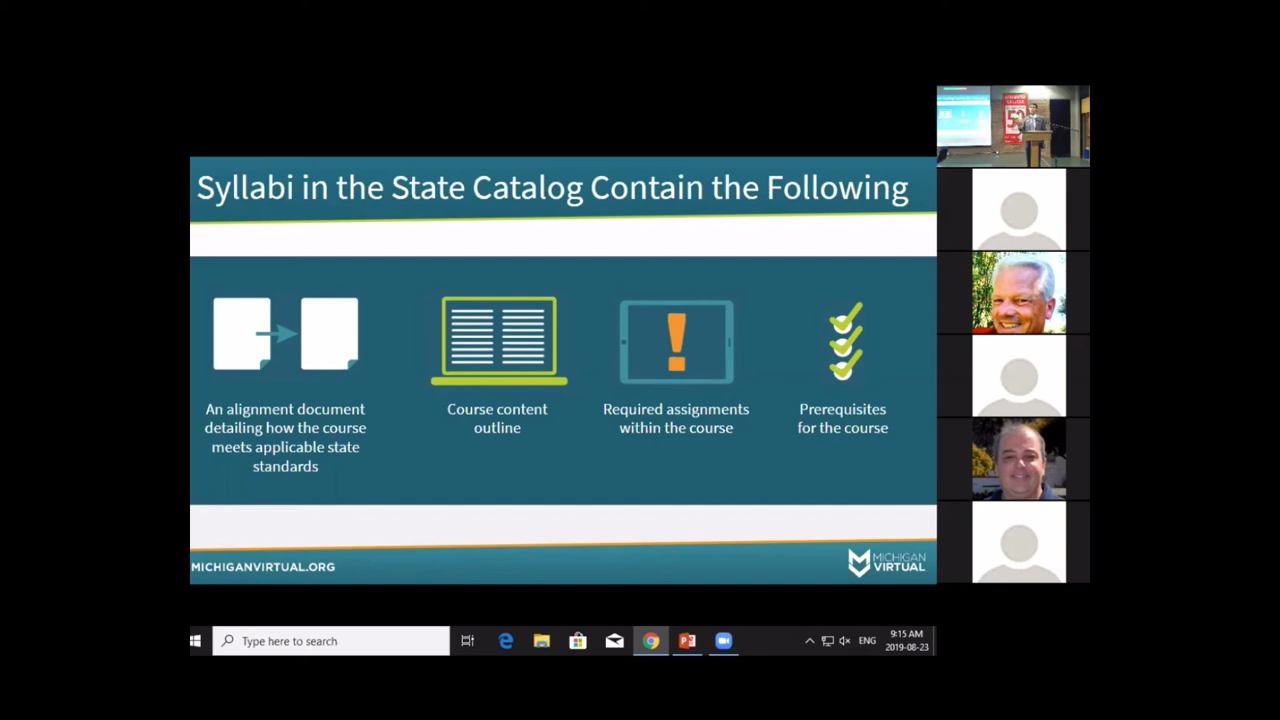 Syllabi in the State Catalog Contain the Following
An alignment document
detailing how the course
meets applicable state
standards
Course content
outline
Required assignments
within the course
Prerequisites
for the course
MICHIGANVIRTUAL.ORG
MICHIGAN
VIRTUAL
Type here to search
ENG
9:15 AM
2019-08-23